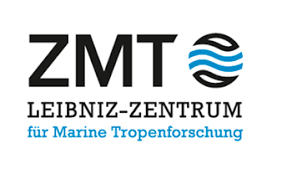 ZMT
LEIBNIZ-ZENTRUM
für Marine Tropenforschung